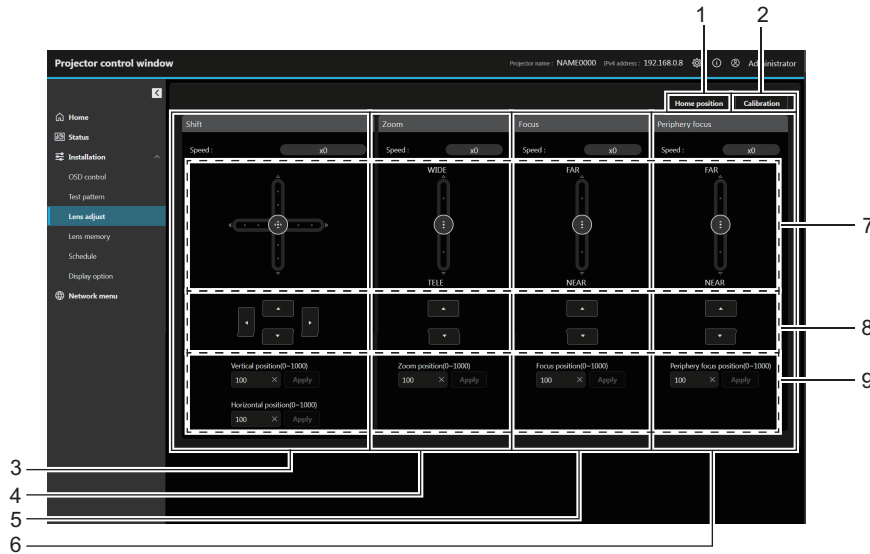 1 2
Projector control window Projector name : NAME0000 IPv4 address : 192.168.0.8 Administrator
Home position Calibration
Home
Status
Installation
OSD control
Test pattern
Lens adjust
Lens memory
Schedule
Display option
Network menu
Shift Zoom Focus Periphery focus
Speed : x0 Speed : x0 Speed : x0 Speed : x0
WIDE FAR FAR
7
TELE NEAR NEAR
8
Vertical position(0~1000) Zoom position(0~1000) Focus position(0~1000) Periphery focus position(0~1000)
100 × Apply 100 × Apply 100 × Apply 100 × Apply
9
Horizontal position(0~1000)
100 × Apply
3
4
5
6